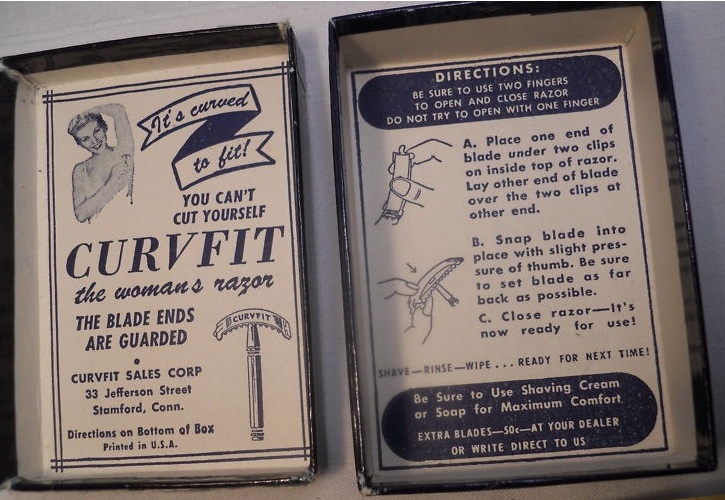 It's curved
to fit!
YOU CAN'T
CUT YOURSELF
CURVFIT
the woman's razor
THE BLADE ENDS
ARE GUARDED
CURVFIT
CURVFIT SALES CORP
33 Jefferson Street
Stamford, Conn.
Directions on Bottom of Box
Printed in U.S.A.
DIRECTIONS:
BE SURE TO USE TWO FINGERS
TO OPEN AND CLOSE RAZOR
DO NOT TRY TO OPEN WITH ONE FINGER
A. Place one end of
blade under two clips
on inside top of razor.
Lay other end of blade
over the two clips at
other end.
B. Snap blade into
place with slight pres-
sure of thumb. Be sure
to set blade as far
back as possible.
C. Close razor—It's
now ready for use!
SHAVE—RINSE—WIPE . . . READY FOR NEXT TIME!
Be Sure to Use Shaving Cream
or Soap for Maximum Comfort
EXTRA BLADES—50c—AT YOUR DEALER
OR WRITE DIRECT TO US